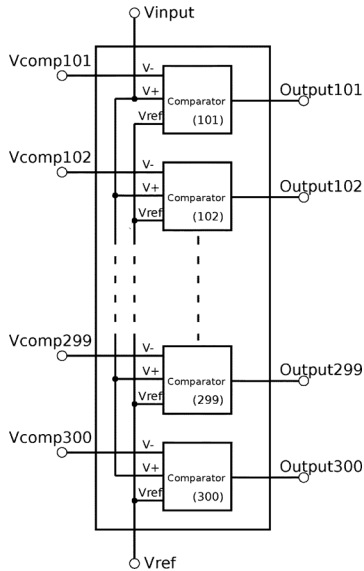 Vinput
Vcomp101
V-
V+
Vref
Comparator
(101)
Output101
Vcomp102
V-
V+
Vref
Comparator
(102)
Output102
Vcomp299
V-
V+
Vref
Comparator
(299)
Output299
Vcomp300
V-
V+
Vref
Comparator
(300)
Output300
Vref